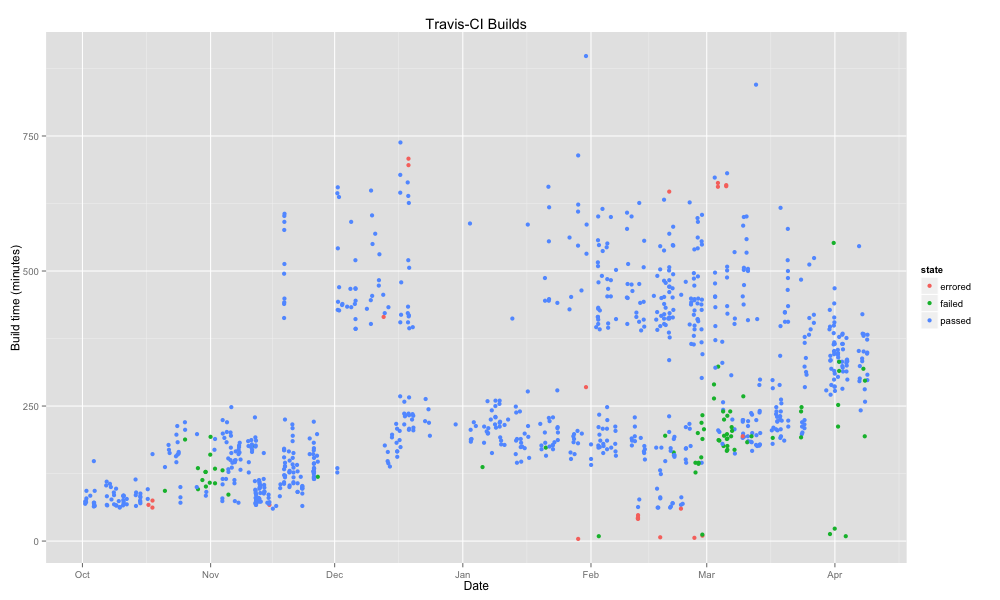 Travis-CI Builds
Build time (minutes)
750
500
250
0
Oct Nov Dec Jan Feb Mar Apr
Date
state
errored
failed
passed